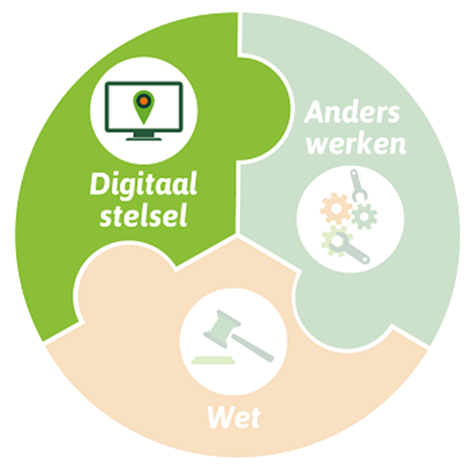 Digitaal
stelsel
Anders
werken
Wet